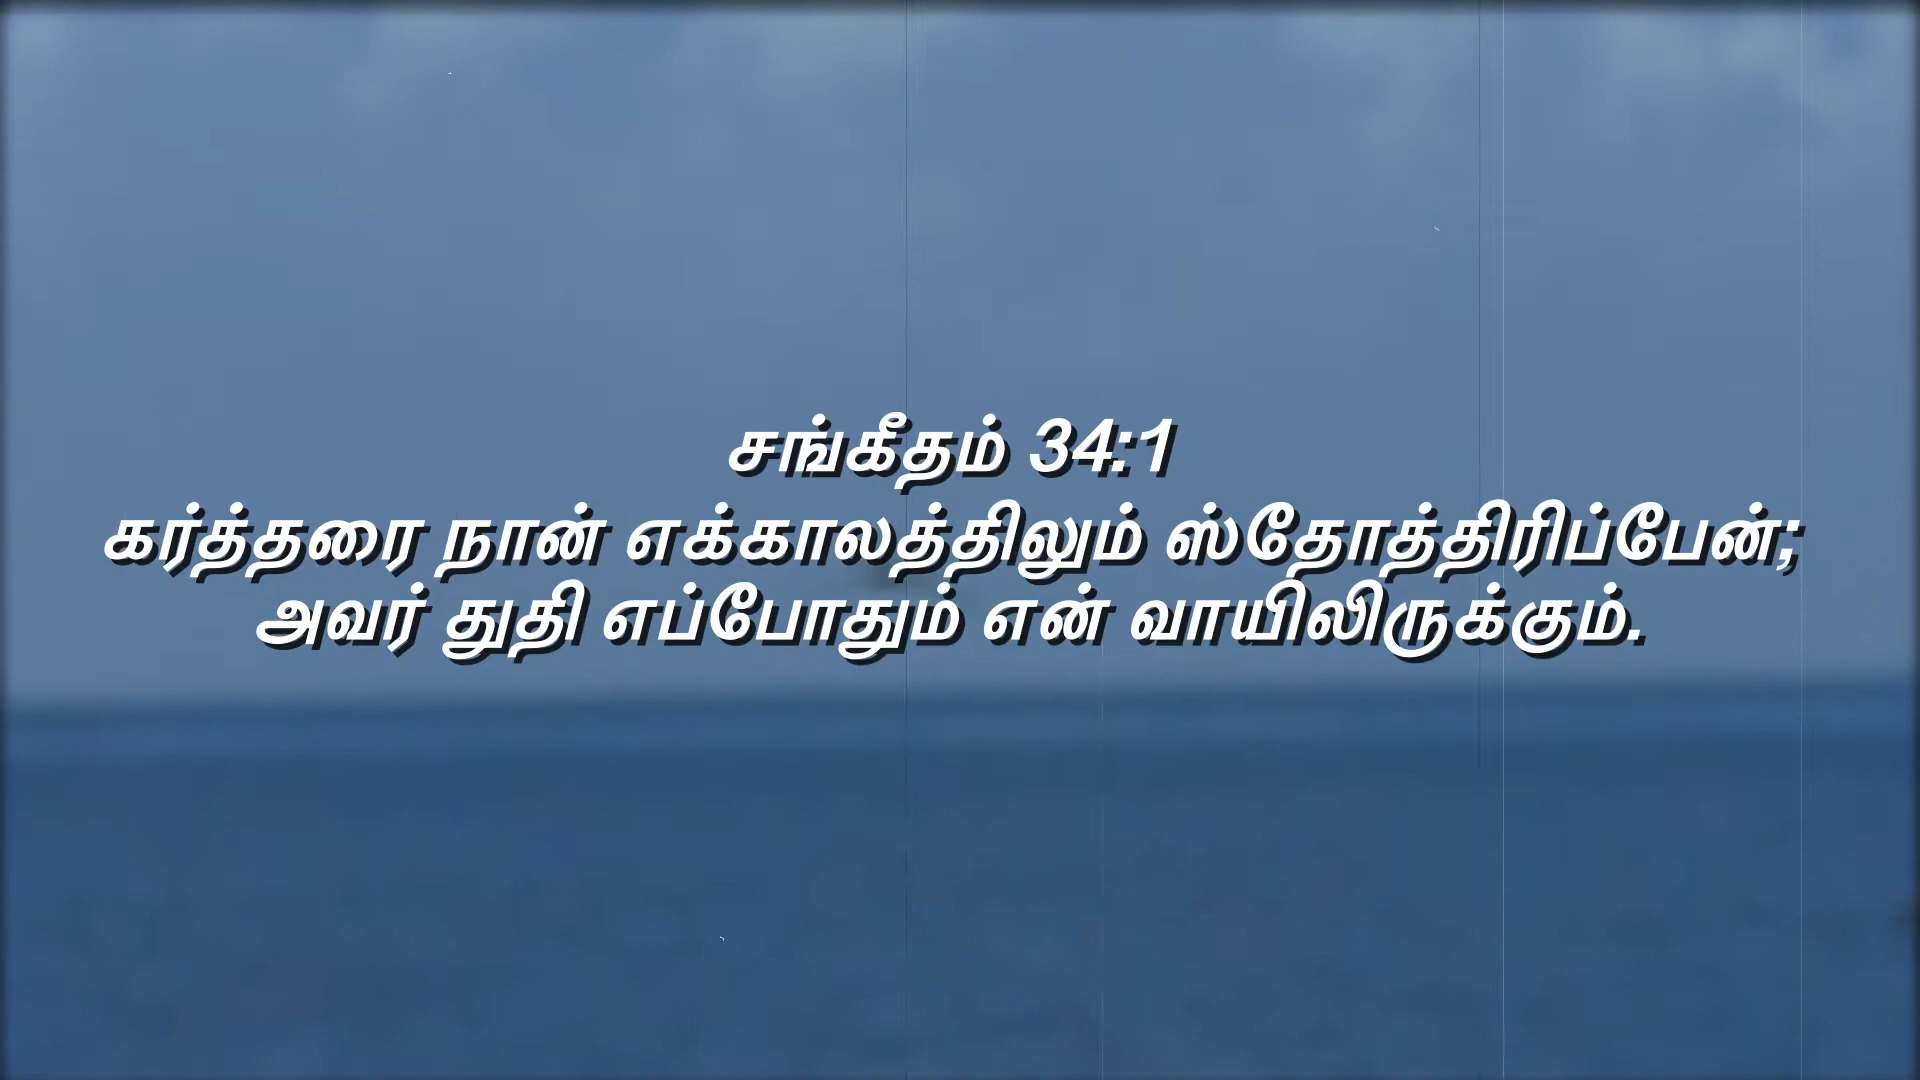 சங்கீதம் 34:1
கர்த்தரை நான் எக்காலத்திலும் ஸ்தோத்திரிப்பேன்;
அவர் துதி எப்போதும் என் வாயிலிருக்கும்.